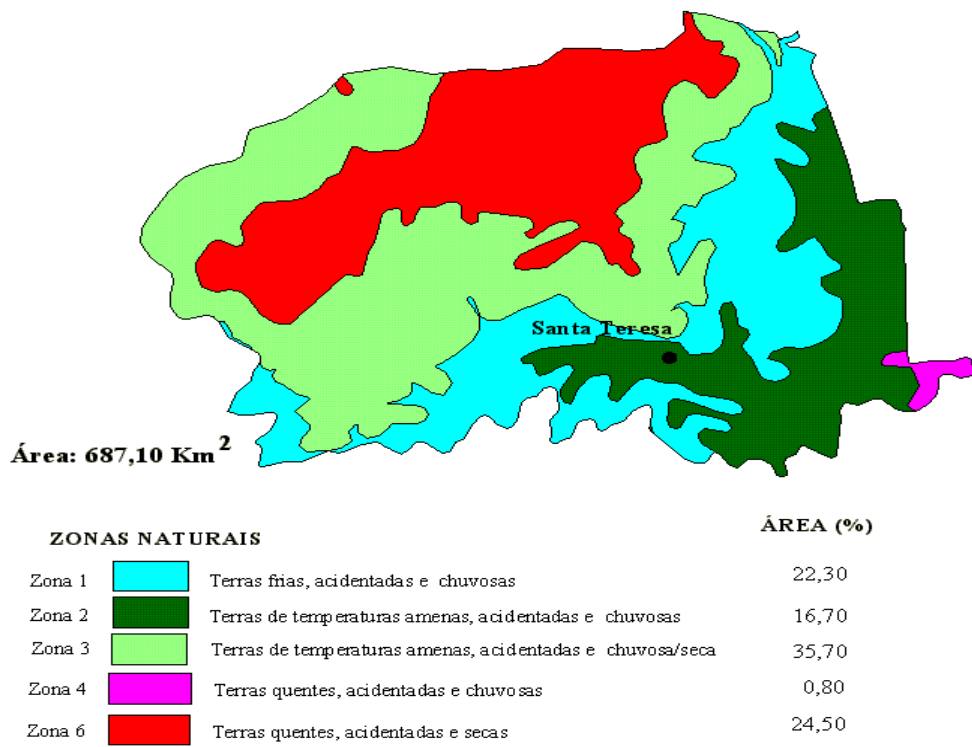 Santa Teresa
Área: 687,10 Km²
ZONAS NATURAIS
ÁREA (%)
Zona 1 Terras frias, acidentadas e chuvosas 22,30
Zona 2 Terras de temperaturas amenas, acidentadas e chuvosas 16,70
Zona 3 Terras de temperaturas amenas, acidentadas e chuvosa/seca 35,70
Zona 4 Terras quentes, acidentadas e chuvosas 0,80
Zona 6 Terras quentes, acidentadas e secas 24,50